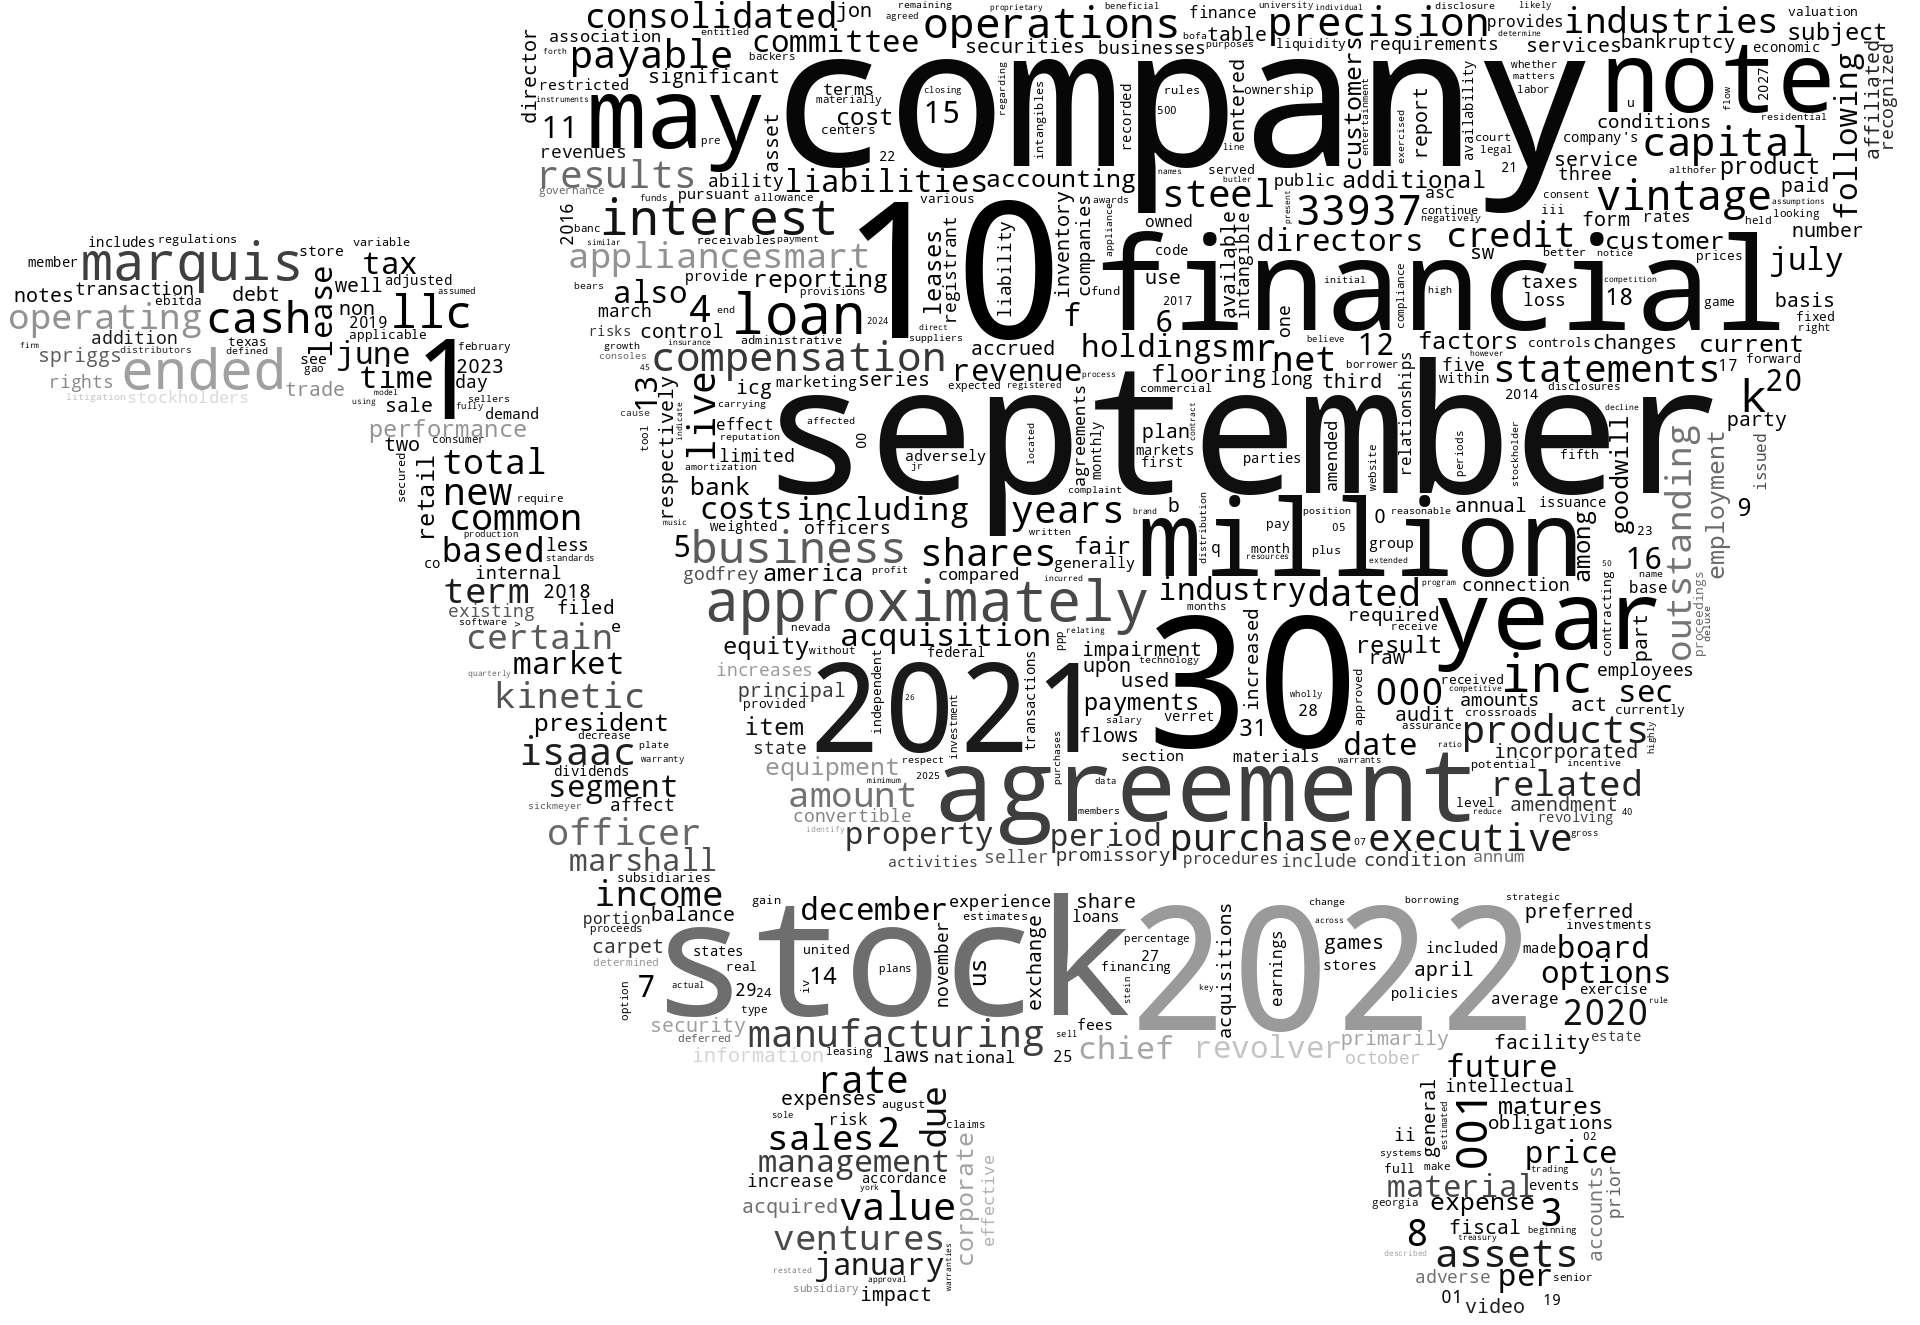 consolidated jon remaining agreed operations proprietary beneficial finance university individual precision disclosure likely provides industries valuation subject
association entitled committee backers securities businesses purposes bofa table liquidity requirements determine services bankruptcy economic
director forth payable significant restricted instruments
may company note
terms materially cost centers closing 15 22 regarding intangibles recorded 500 rules line entered ownership customers entertainment exercised report availability whether matters labor u flow 2027 following affiliated recognized
11 revenues pre asset court legal 21 company's conditions residential capital
results governance ability liabilities accounting names served butler public additional service three althofer product
funds pursuant allowance various awards steel asc consent vintage paid assumptions looking
2016 banc interest 10 owned present 33937 continue negatively iii form rates held number
similar receivables payment leases registrant liability inventory companies appliance code available intangible directors credit better notice customer
appliancesmart financial sw prices july
includes regulations store variable
member marquis lease tax
notes transaction ebitda debt well adjusted assumed
operating cash non 2019 llc
addition texas applicable
firm spriggs distributors defined see gao june february
rights ended trade time 1 2023 day
litigation stockholders using model sale fully sellers demand
bears provide reporting provisions fund use initial compliance high competition taxes loss 18 game basis fixed right
also march 4 loan end 2024 f 2017 6 one
risks control growth insurance administrative direct suppliers believe
consoles compensation accrued holdings mr net 12 factors controls changes current
45 13 live icg marketing series revenue process flooring long third borrower relationships however five within statements 17 forward 20
respectively cause indicate carrying expected registered commercial 2014 disclosures k party
tool effect reputation limited affected 00 september agreements monthly contract plan markets first amended website periods stockholder decline goodwill
amortization adversely jr located parties fifth outstanding employment issued
performance
two consumer
secured retail total
new require
common
production
co based less standards
bank complaint
costs including years brand b million position 05 0 reasonable annual issuance among 9
music weighted officers written distribution q pay month plus group extended 23
5 business shares fair generally resources 16
godfrey america profit compared incurred connection 50 name base
internal
term 2018
existing filed
software >
certain e
approximately industry dated program year contracting proceedings deluxe
nevada months required receive
equity without acquisition ppp relating federal impairment result part
increases upon technology increased raw
principal 2021 used 30 wholly 28 000 received competitive inc employees
provided independent 26 investment transactions payments approved amounts act sec currently
item salary verret 31 audit crossroads
state flows assurance products highly
market
quarterly kinetic
president
decrease
isaac plate warranty
dividends
segment
sickmeyer affect
officer
marshall
equipment respect 2025 purchases section materials warrants date ratio incorporated
minimum agreement data potential incentive related
amount members level reduce amendment
convertible revolving 40
identify property period purchase 07 executive gross
activities seller promissory procedures include condition annum
subsidiaries
income gain december experience share change borrowing strategic preferred
portion proceeds balance estimates loans across investments
carpet states united november exchange percentage acquisitions earnings games included made board
determined real plans us 27 financing stores april options
7 actual 14 iv stock stein key 2022 policies average exercise
option 29 24 type 2020 rule
security manufacturing sell fees primarily estate
deferred information leasing laws national 25 chief revolver october facility
rate future
expenses august due general estimated intellectual
sole risk 001 matures
sales 2 claims ii obligations 02
management systems full make price trading
increase accordance york corporate effective material events accounts prior
acquired value georgia expense 3
ventures 8 fiscal beginning
treasury
restated january warranties described assets
approval adverse per senior
subsidiary impact 01 video 19